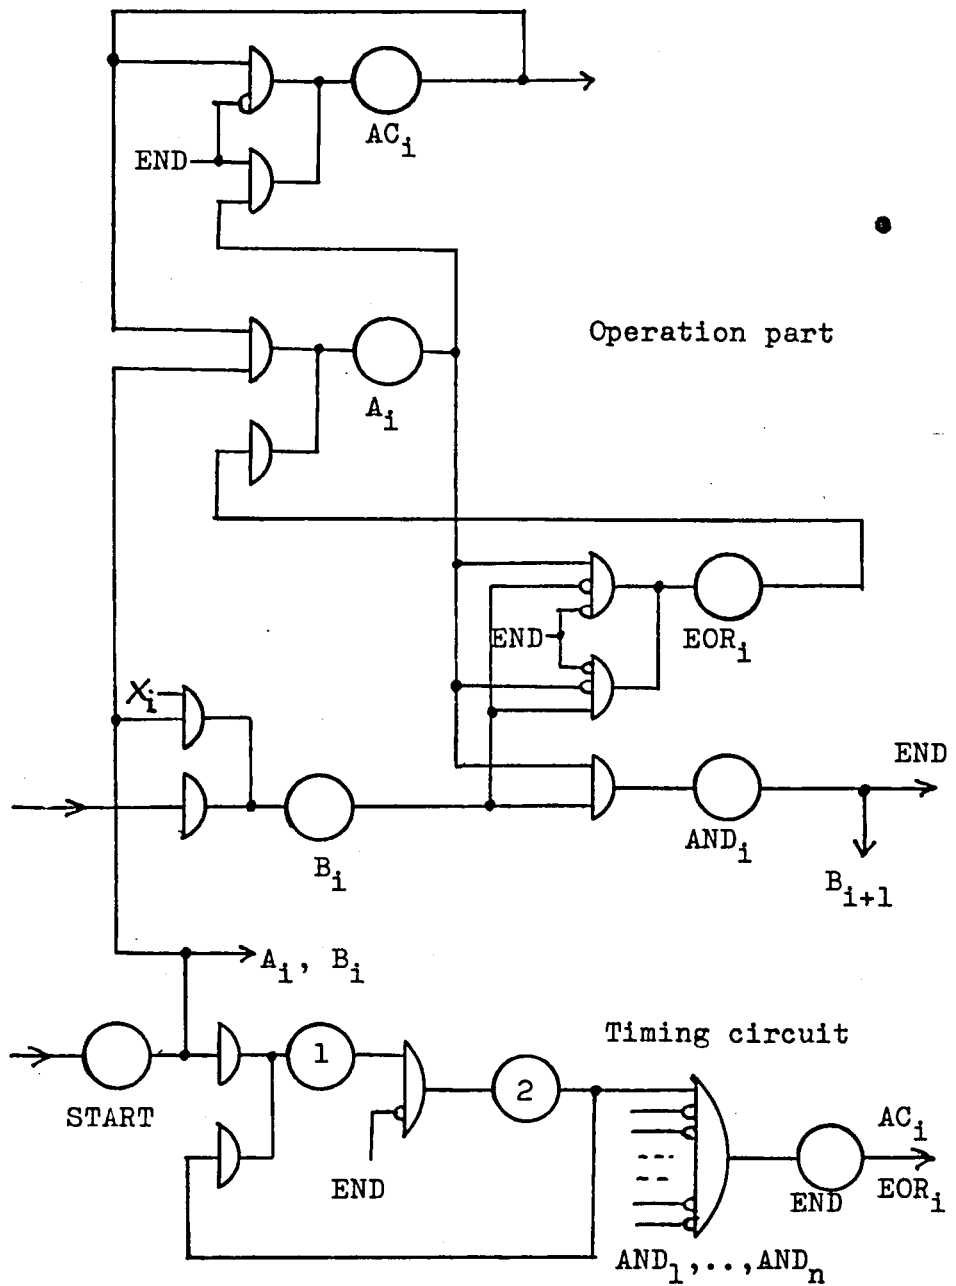 ACi
END
Operation part
Ai
END
EORi
Xi
END
ANDi
Bi
Bi+1
Ai, Bi
Timing circuit
1
2
START
ACi
END
END
EORi
AND1,..,ANDn